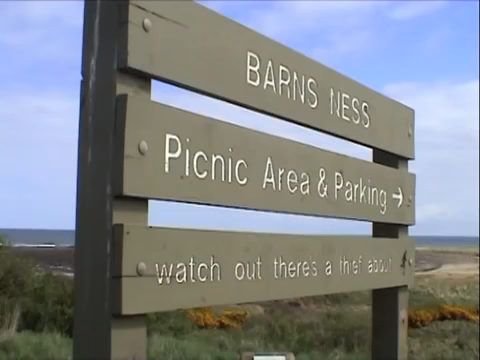 BARNS NESS
Picnic Area & Parking →
watch out there's a thief about